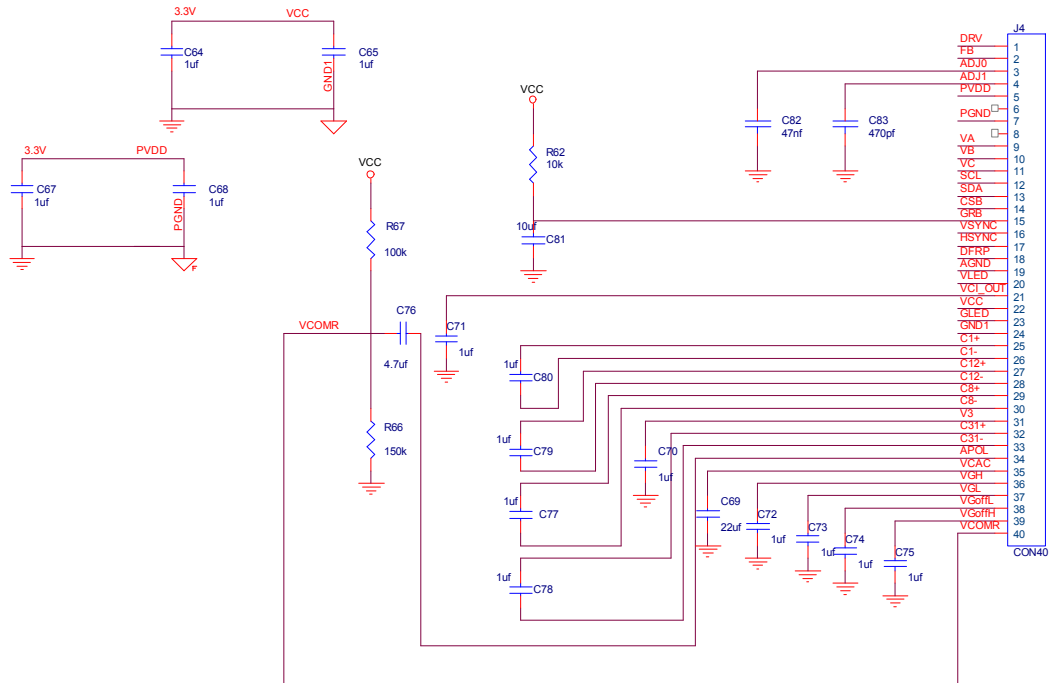 3.3V VCC
C64 1uf
C65 1uf
GND1
3.3V PVDD
C67 1uf
C68 1uf
PGND
F
VCC
R67 100k
VCOMR
C76 4.7uf
R66 150k
C71 1uf
VCC
R62 10k
10uf C81
C82 47nf
C83 470pf
1uf C80
1uf C79
1uf C77
1uf C78
C70 1uf
C69 22uf
C72 1uf
C73 1uf
C74 1uf
C75 1uf
J4
DRV 1
FB 2
ADJ0 3
ADJ1 4
PVDD 5
6
PGND 7
8
VA 9
VB 10
VC 11
SCL 12
SDA 13
CSB 14
GRB 15
VSYNC 16
HSYNC 17
DFRP 18
AGND 19
VLED 20
VCI_OUT 21
VCC 22
GLED 23
GND1 24
C1+ 25
C1- 26
C12+ 27
C12- 28
C8+ 29
C8- 30
V3 31
C31+ 32
C31- 33
APOL 34
VCAC 35
VGH 36
VGL 37
VGoffL 38
VGoffH 39
VCOMR 40
CON40